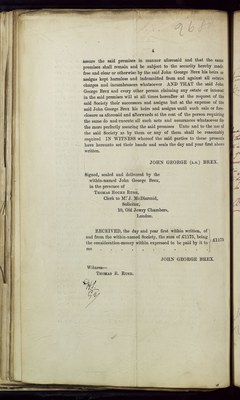 4
means the said premises in manner aforesaid and that the same
premises shall remain and be subject to the security hereby
free and clear or otherwise by the said John George Brex his heirs or
assigns kept harmless and indemnified from and against all estates
charges and incumbrances whatsoever AND THAT the said John
George Brex and every other person claiming any estate or interest
in the said premises will at all times hereafter at the request of the
said Society their successors and assigns but at the expense of the
said John George Brex his heirs and assigns until such sale or fore-
closure as aforesaid and afterwards at the cost of the person requiring
the same do and execute all such acts and assurances whatsoever for
the more perfectly assuring the said premises Unto and to the use of
the said Society as by them or any of them shall be reasonably
required IN WITNESS whereof the said parties to these presents
have hereunto set their hands and seals the day and year first above
written.
JOHN GEORGE (L.S.) BREX.
Signed, sealed and delivered by the
within-named John George Brex,
in the presence of
Clerk to Mr J. McDiarmid,
Solicitor,
10, Old Jewry Chambers,
London.
RECEIVED, the day and year first within written, of
and from the within-named Society, the sum of £1575, being
the consideration-money within expressed to be paid by it to
me
JOHN GEORGE BREX.
Witness—